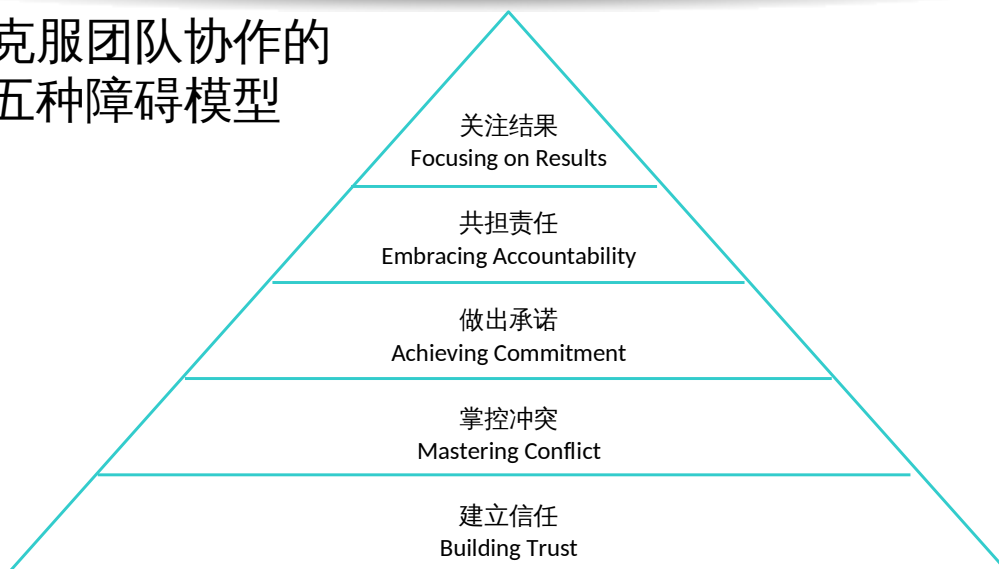 克服团队协作的
五种障碍模型
关注结果
Focusing on Results
共担责任
Embracing Accountability
做出承诺
Achieving Commitment
掌控冲突
Mastering Conflict
建立信任
Building Trust